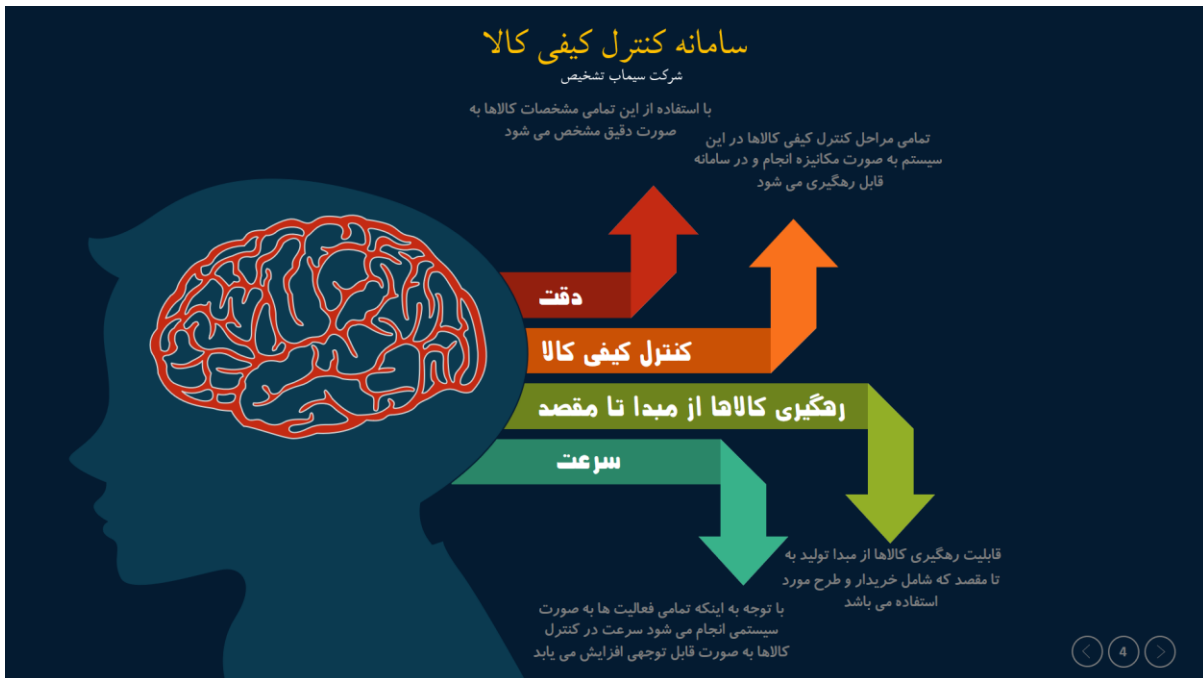 سامانه کنترل کیفی کالا
شرکت سیماب تشخیص
با استفاده از این تمامی مشخصات کالاها به
صورت دقیق مشخص می شود
تمامی مراحل کنترل کیفی کالاها در این
سیستم به صورت مکانیزه انجام و در سامانه
قابل رهگیری می شود
دقت
کنترل کیفی کالا
رهگیری کالاها از مبدا تا مقصد
سرعت
قابلیت رهگیری کالاها از مبدا تولید به
تا مقصد که شامل خریدار و طرح مورد
استفاده می باشد
با توجه به اینکه تمامی فعالیت ها به صورت
سیستمی انجام می شود سرعت در کنترل
کالاها به صورت قابل توجهی افزایش می یابد
4